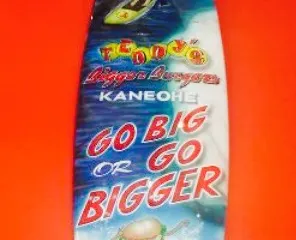 TEDDY'S
Bigger Burgers
KANEOHE
GO BIG
OR GO
BIGGER